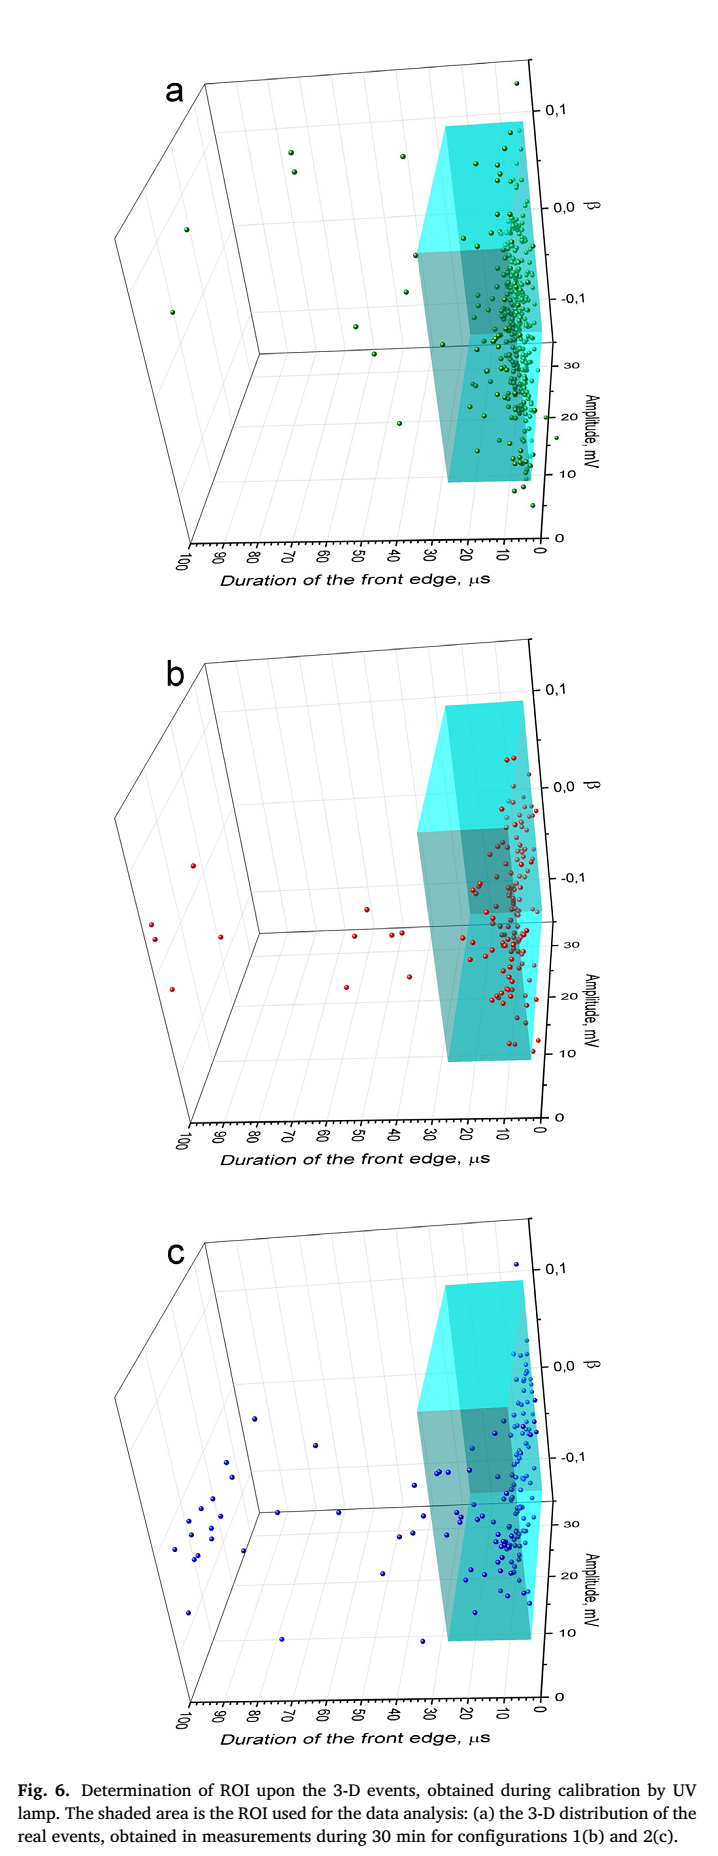 a
0,1
0,0
β
-0,1
30
20
10
0
Amplitude, mV
100 90 80 70 60 50 40 30 20 10 0
Duration of the front edge, μs
b
0,1
0,0
β
-0,1
30
20
10
0
Amplitude, mV
100 90 80 70 60 50 40 30 20 10 0
Duration of the front edge, μs
c
0,1
0,0
β
-0,1
30
20
10
0
Amplitude, mV
100 90 80 70 60 50 40 30 20 10 0
Duration of the front edge, μs
Fig. 6. Determination of ROI upon the 3-D events, obtained during calibration by UV
lamp. The shaded area is the ROI used for the data analysis: (a) the 3-D distribution of the
real events, obtained in measurements during 30 min for configurations 1(b) and 2(c).